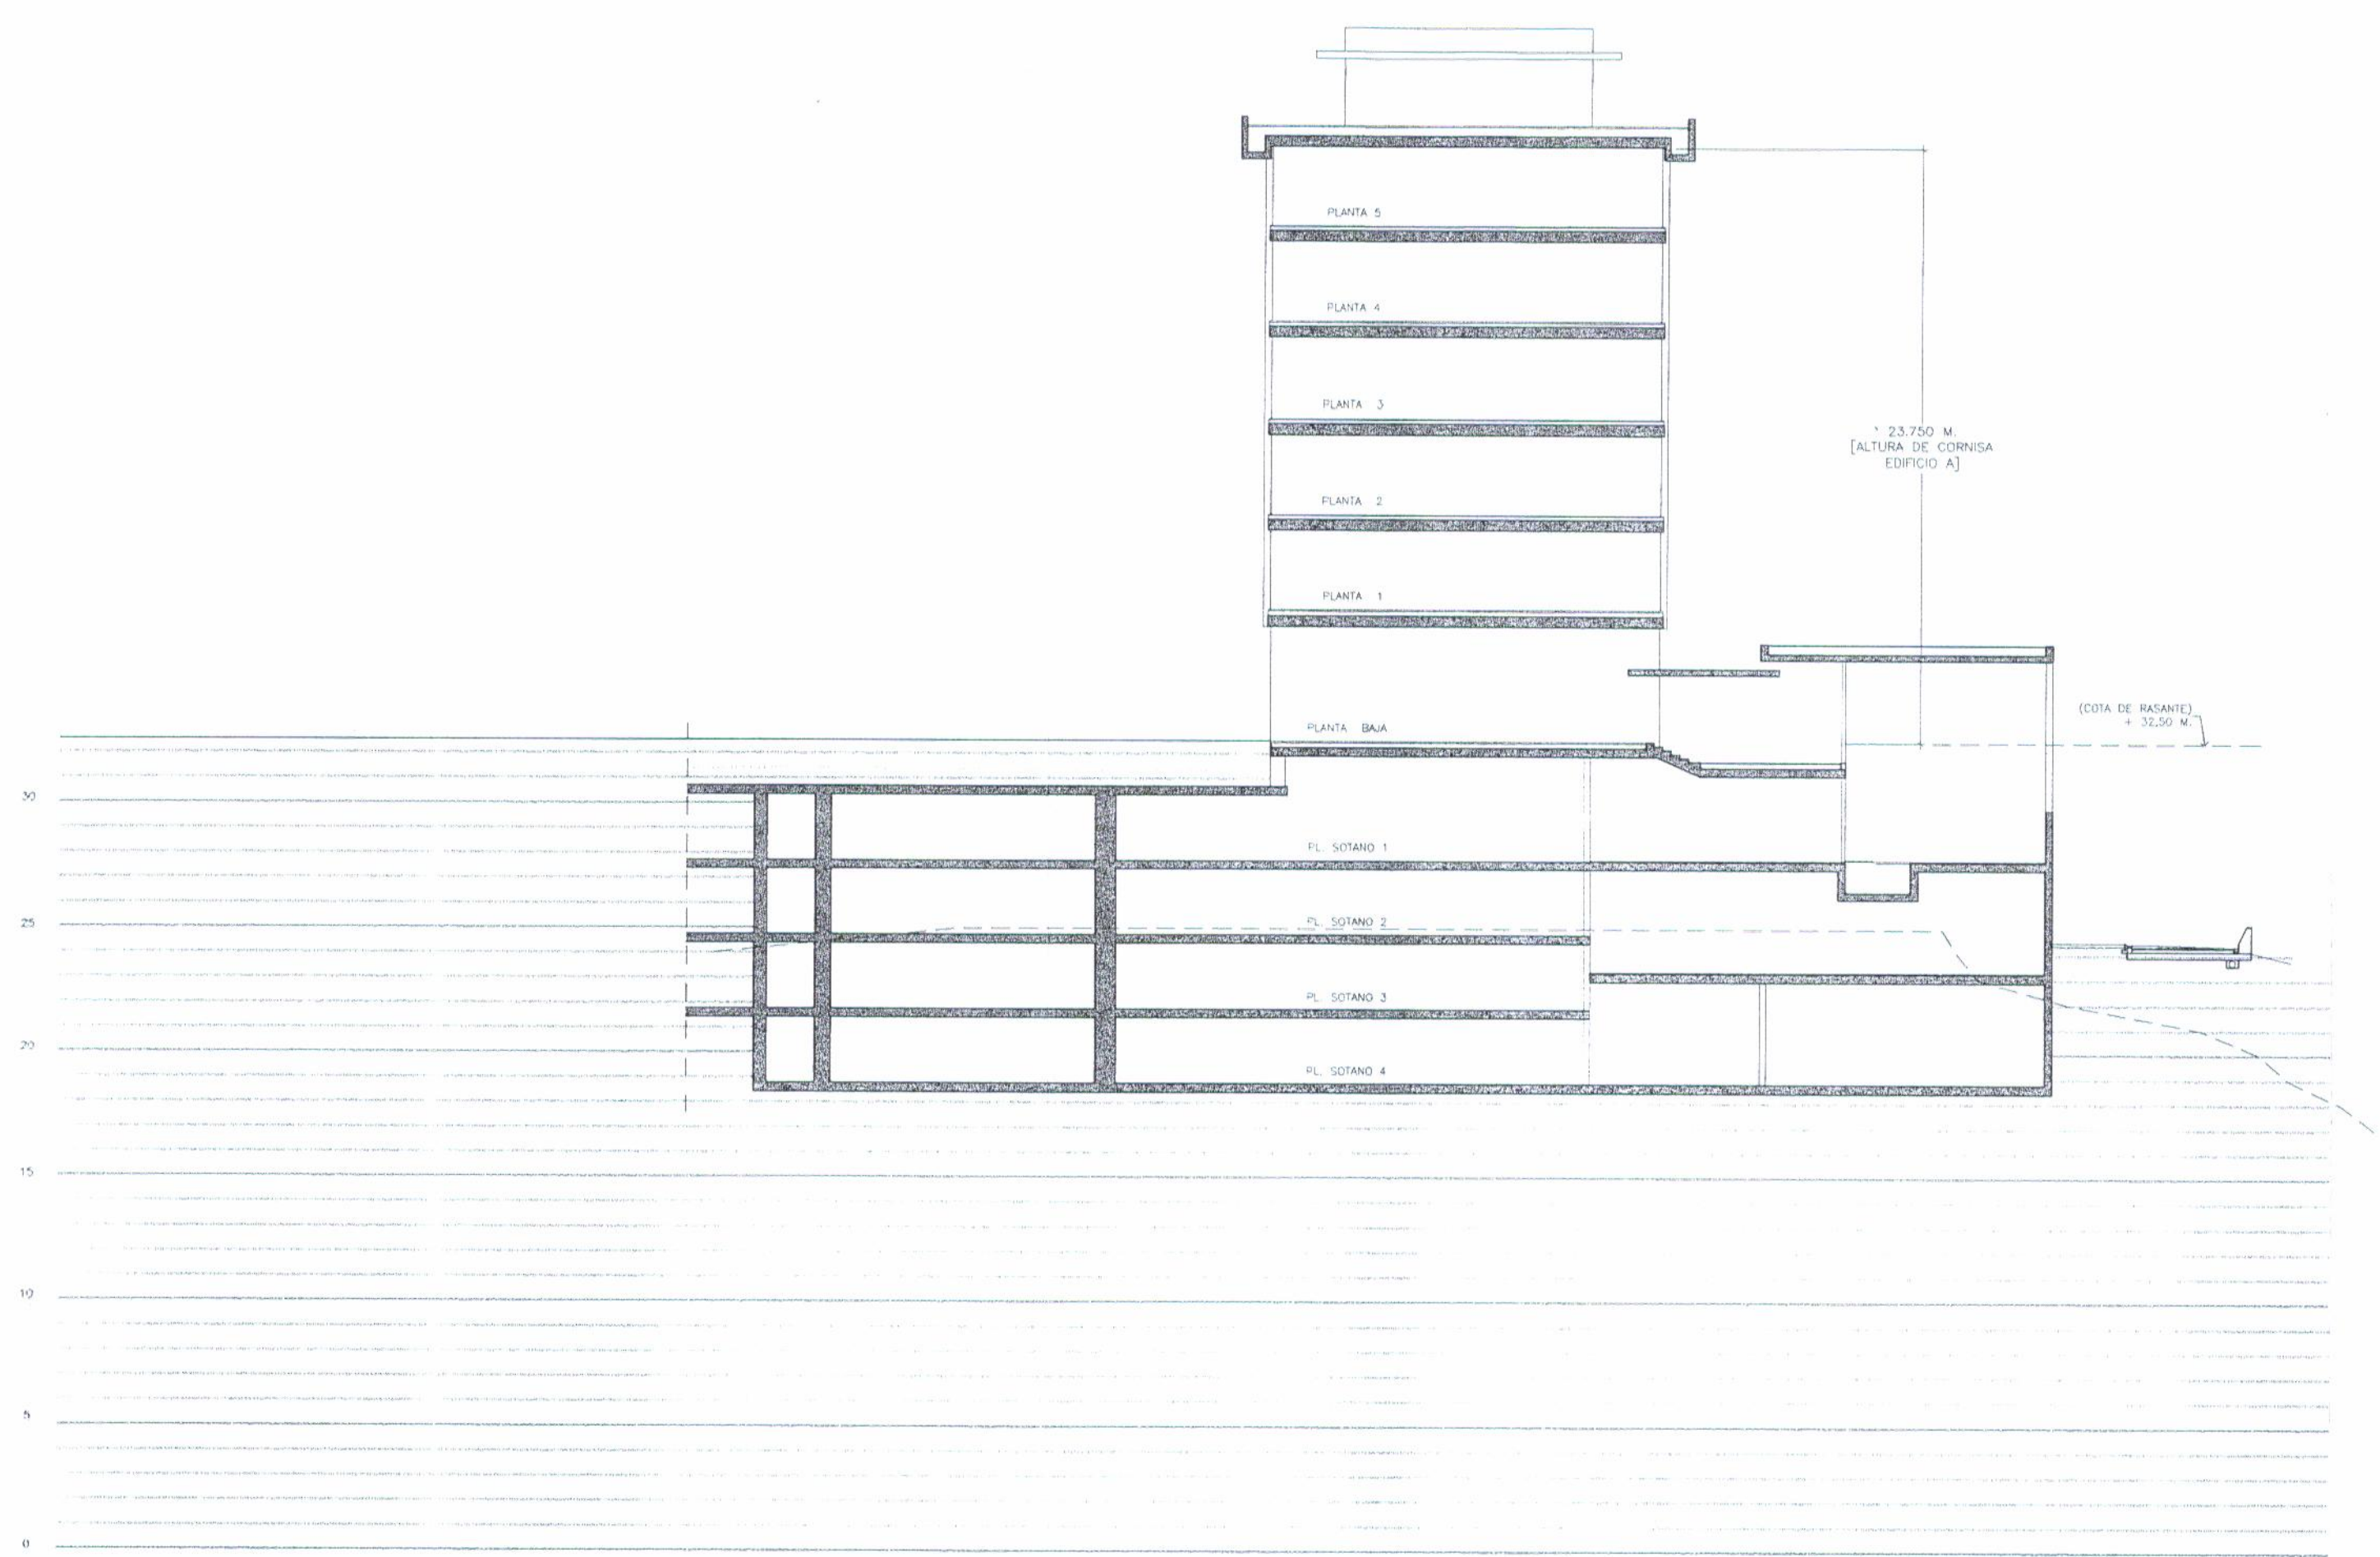 PLANTA 5
PLANTA 4
PLANTA 3
23.750 M.
[ALTURA DE CORNISA
EDIFICIO A]
PLANTA 2
PLANTA 1
(COTA DE RASANTE)
+ 32,50 M.
PLANTA BAJA
30
PL. SOTANO 1
25
PL. SOTANO 2
PL. SOTANO 3
20
PL. SOTANO 4
15
10
5
0